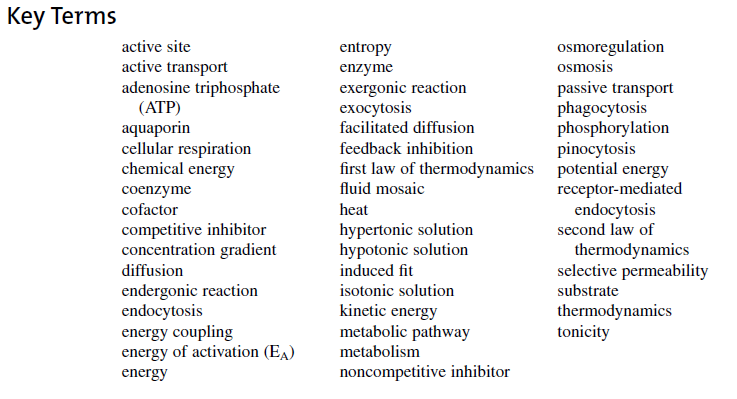 Key Terms
active site
active transport
adenosine triphosphate
(ATP)
aquaporin
cellular respiration
chemical energy
coenzyme
cofactor
competitive inhibitor
concentration gradient
diffusion
endergonic reaction
endocytosis
energy coupling
energy of activation (EA)
energy
entropy
enzyme
exergonic reaction
exocytosis
facilitated diffusion
feedback inhibition
first law of thermodynamics
fluid mosaic
heat
hypertonic solution
hypotonic solution
induced fit
isotonic solution
kinetic energy
metabolic pathway
metabolism
noncompetitive inhibitor
osmoregulation
osmosis
passive transport
phagocytosis
phosphorylation
pinocytosis
potential energy
receptor-mediated
endocytosis
second law of
thermodynamics
selective permeability
substrate
thermodynamics
tonicity